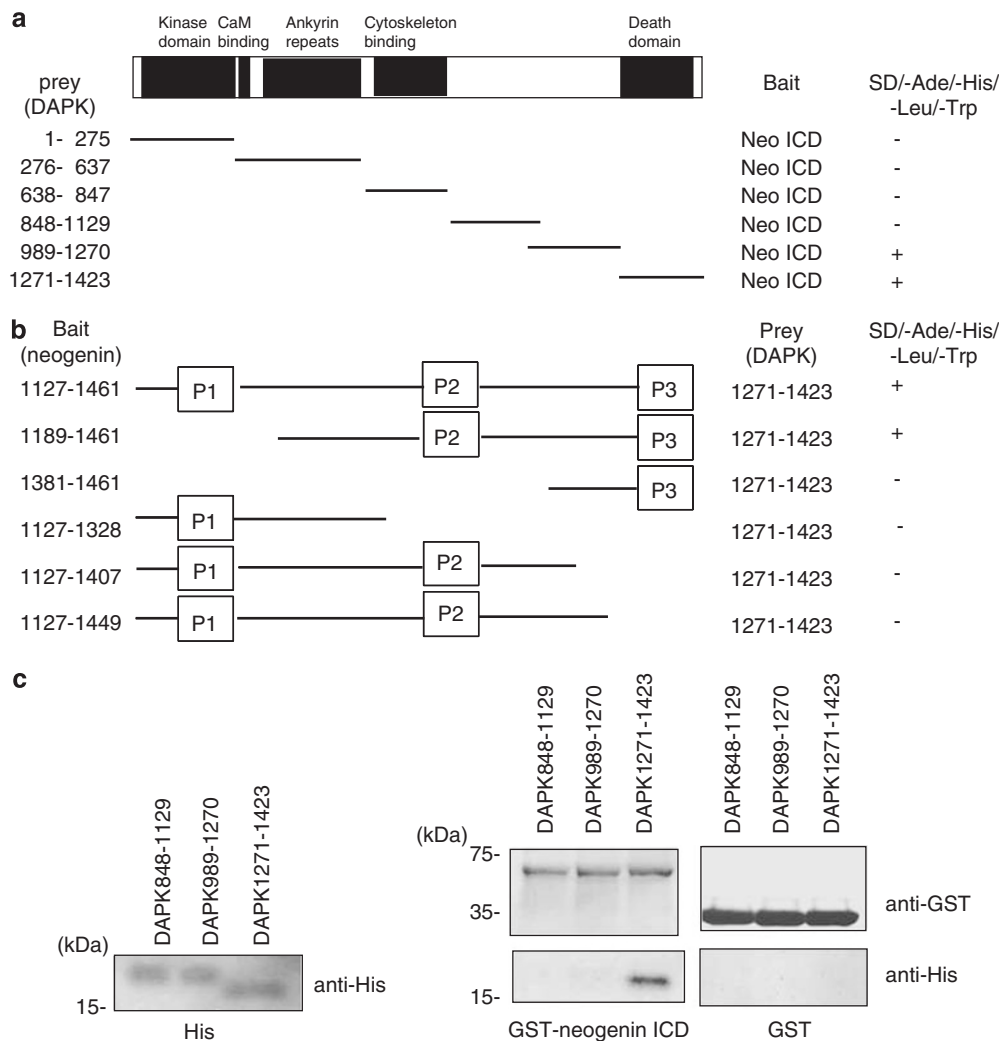 a
Kinase domain
CaM binding
Ankyrin repeats
Cytoskeleton binding
Death domain
prey (DAPK)
Bait
SD/-Ade/-His/ -Leu/-Trp
1- 275 Neo ICD -
276- 637 Neo ICD -
638- 847 Neo ICD -
848-1129 Neo ICD -
989-1270 Neo ICD +
1271-1423 Neo ICD +
b
Bait (neogenin)
Prey (DAPK)
SD/-Ade/-His/ -Leu/-Trp
1127-1461 P1 P2 P3 1271-1423 +
1189-1461 P2 P3 1271-1423 +
1381-1461 P3 1271-1423 -
1127-1328 P1 1271-1423 -
1127-1407 P1 P2 1271-1423 -
1127-1449 P1 P2 1271-1423 -
c
DAPK848-1129
DAPK989-1270
DAPK1271-1423
(kDa)
15-
anti-His
His
DAPK848-1129
DAPK989-1270
DAPK1271-1423
DAPK848-1129
DAPK989-1270
DAPK1271-1423
(kDa)
75-
35-
anti-GST
15-
anti-His
GST-neogenin ICD
GST